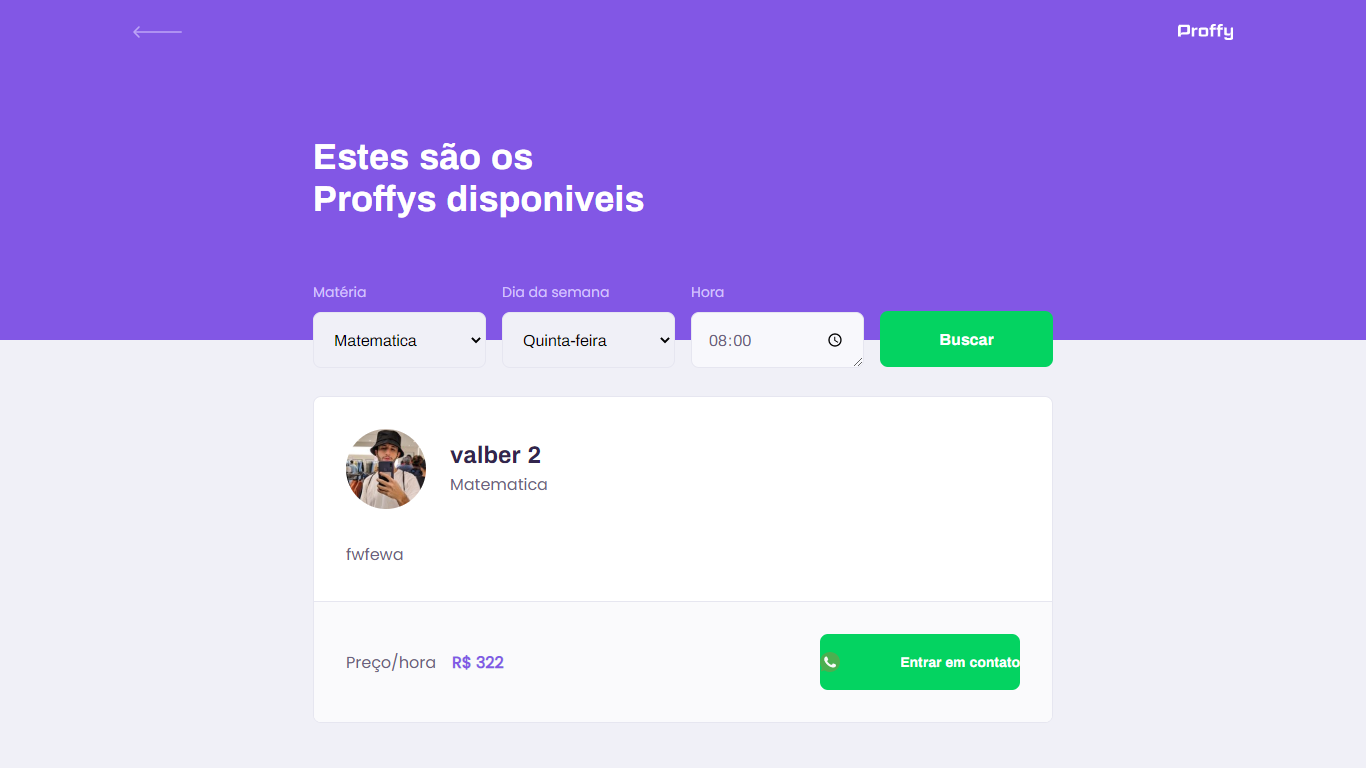 Proffy
Estes são os
Proffys disponiveis
Matéria
Dia da semana
Hora
Matematica
Quinta-feira
08:00
Buscar
valber 2
Matematica
fwfewa
Preço/hora R$ 322
Entrar em contato